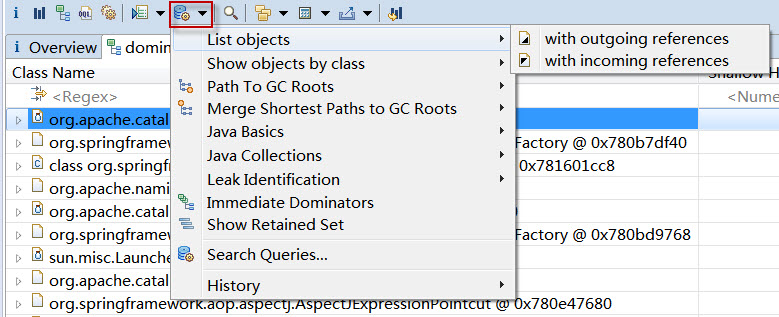 i OQL
i Overview domin
Class Name Shallow H
<Regex> <Nume
List objects
with outgoing references
with incoming references
Show objects by class
Path To GC Roots
Merge Shortest Paths to GC Roots
Java Basics
Java Collections
Leak Identification
Immediate Dominators
Show Retained Set
Search Queries...
History
org.apache.catal
org.springframew Factory @ 0x780b7df40
class org.springf 0x781601cc8
org.apache.nami
org.apache.catal
org.springframew Factory @ 0x780bd9768
sun.misc.Launche
org.apache.catal
org.springframework.aop.aspectj.AspectJExpressionPointcut @ 0x780e47680